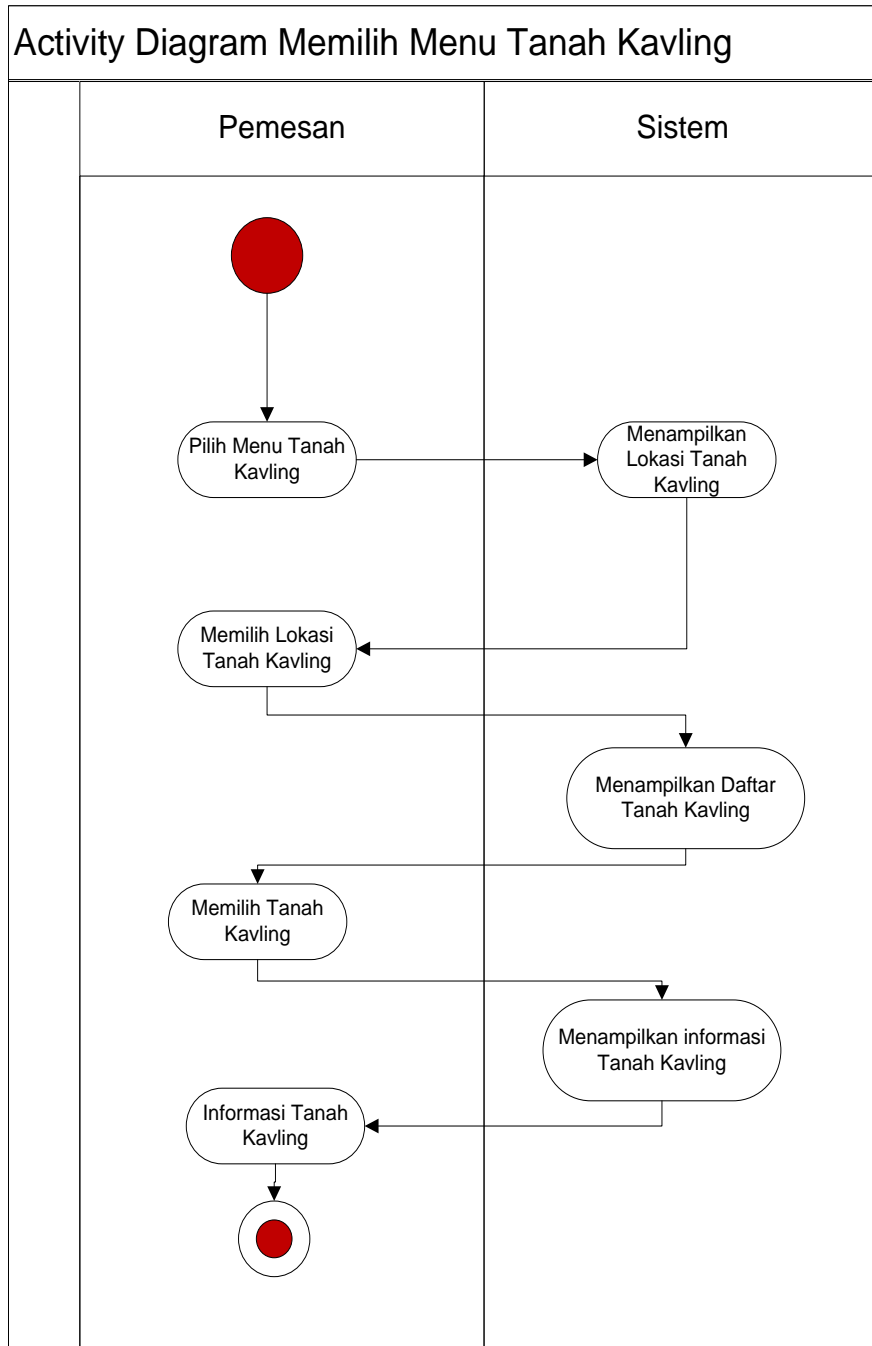 Activity Diagram Memilih Menu Tanah Kavling
Pemesan
Sistem
Pilih Menu Tanah
Kavling
Menampilkan
Lokasi Tanah
Kavling
Memilih Lokasi
Tanah Kavling
Menampilkan Daftar
Tanah Kavling
Memilih Tanah
Kavling
Menampilkan informasi
Tanah Kavling
Informasi Tanah
Kavling